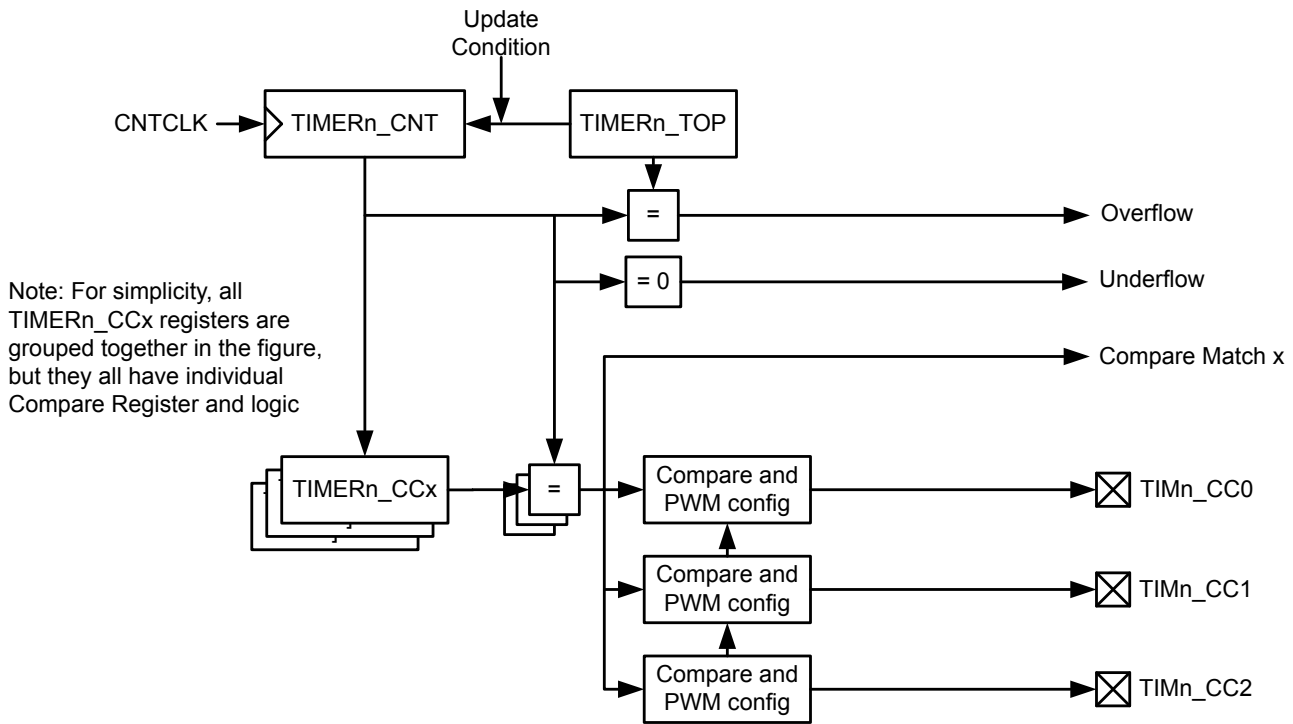 Update
Condition
CNTCLK
TIMERn_CNT
TIMERn_TOP
=
Overflow
= 0
Underflow
Note: For simplicity, all
TIMERn_CCx registers are
grouped together in the figure,
but they all have individual
Compare Register and logic
Compare Match x
TIMERn_CCx
=
Compare and
PWM config
TIMn_CC0
Compare and
PWM config
TIMn_CC1
Compare and
PWM config
TIMn_CC2